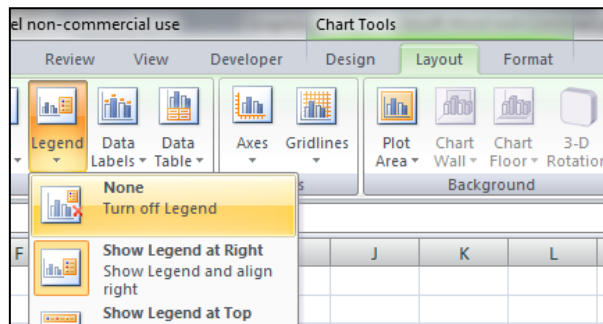 el non-commercial use Chart Tools
Review View Developer Design Layout Format
Legend Data Labels Data Table Axes Gridlines Plot Area Chart Wall Chart Floor 3-D Rotation
s Background
None
Turn off Legend
F J K L
Show Legend at Right
Show Legend and align
right
Show Legend at Top